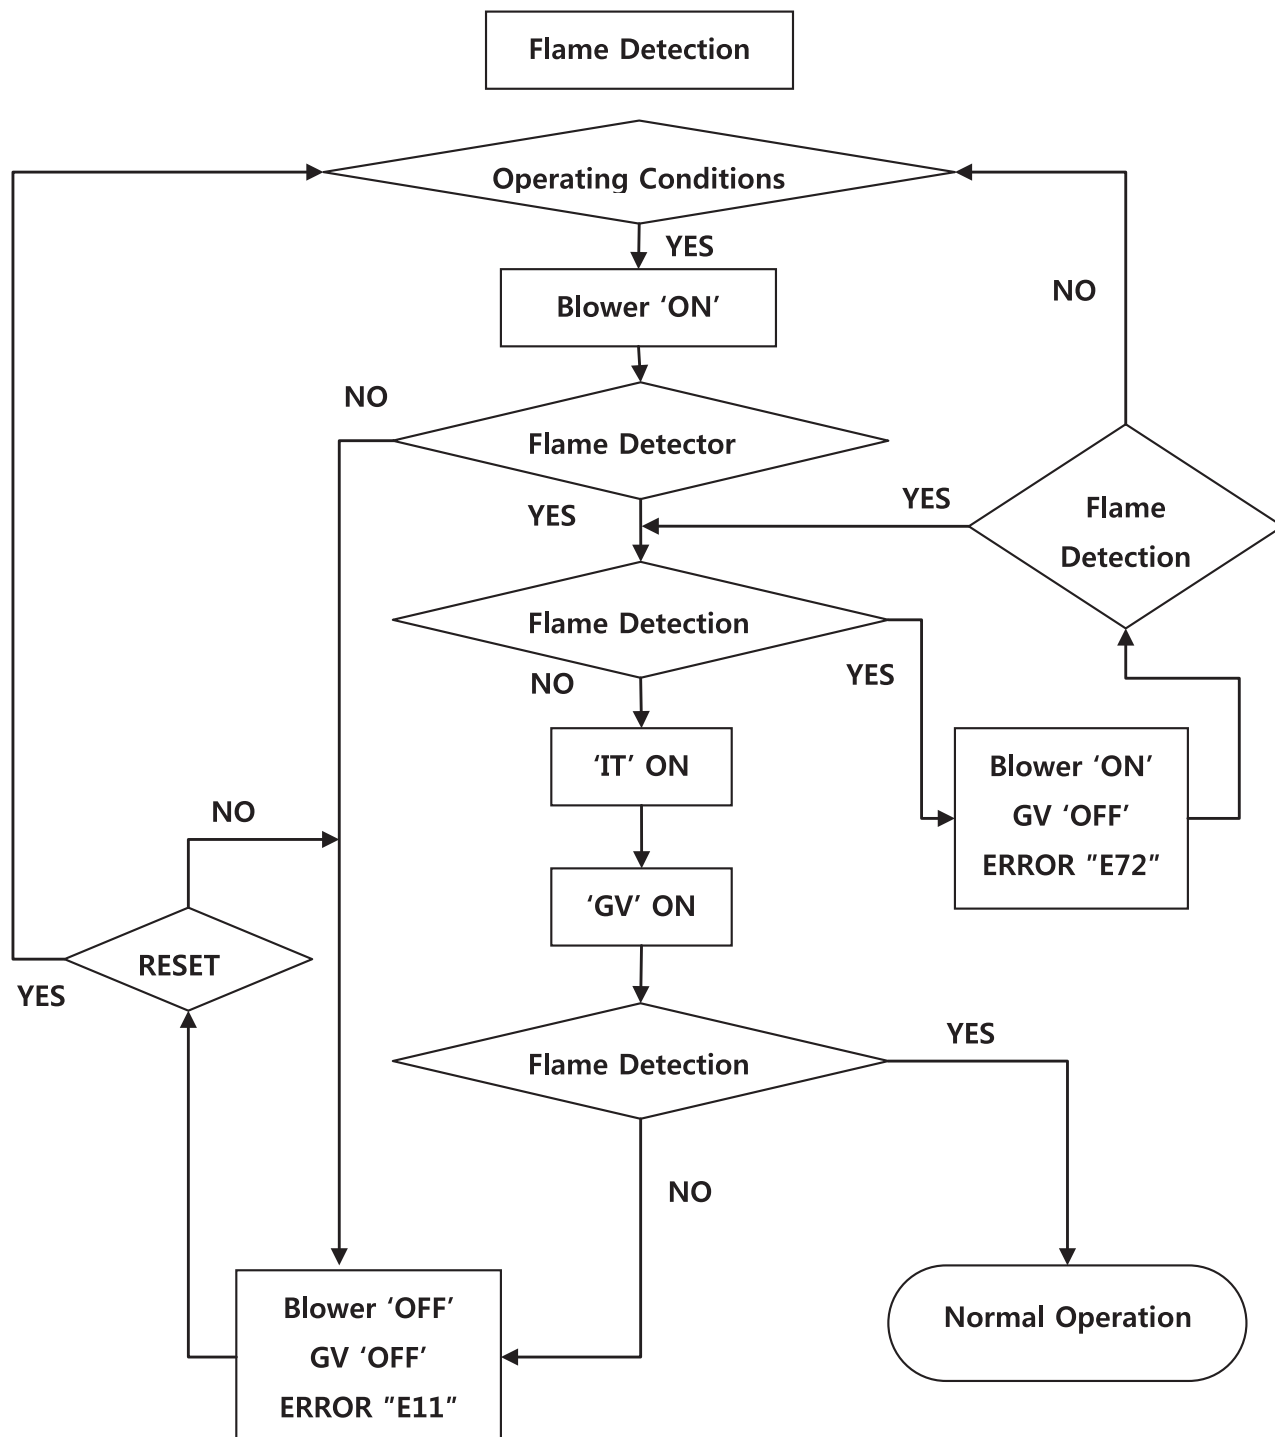 Flame Detection
Operating Conditions
YES
NO
Blower ‘ON’
NO
Flame Detector
YES
YES
Flame
Detection
Flame Detection
NO
YES
‘IT’ ON
Blower ‘ON’
GV ‘OFF’
ERROR ”E72”
NO
‘GV’ ON
RESET
YES
YES
Flame Detection
NO
Blower ‘OFF’
GV ‘OFF’
ERROR ”E11”
Normal Operation